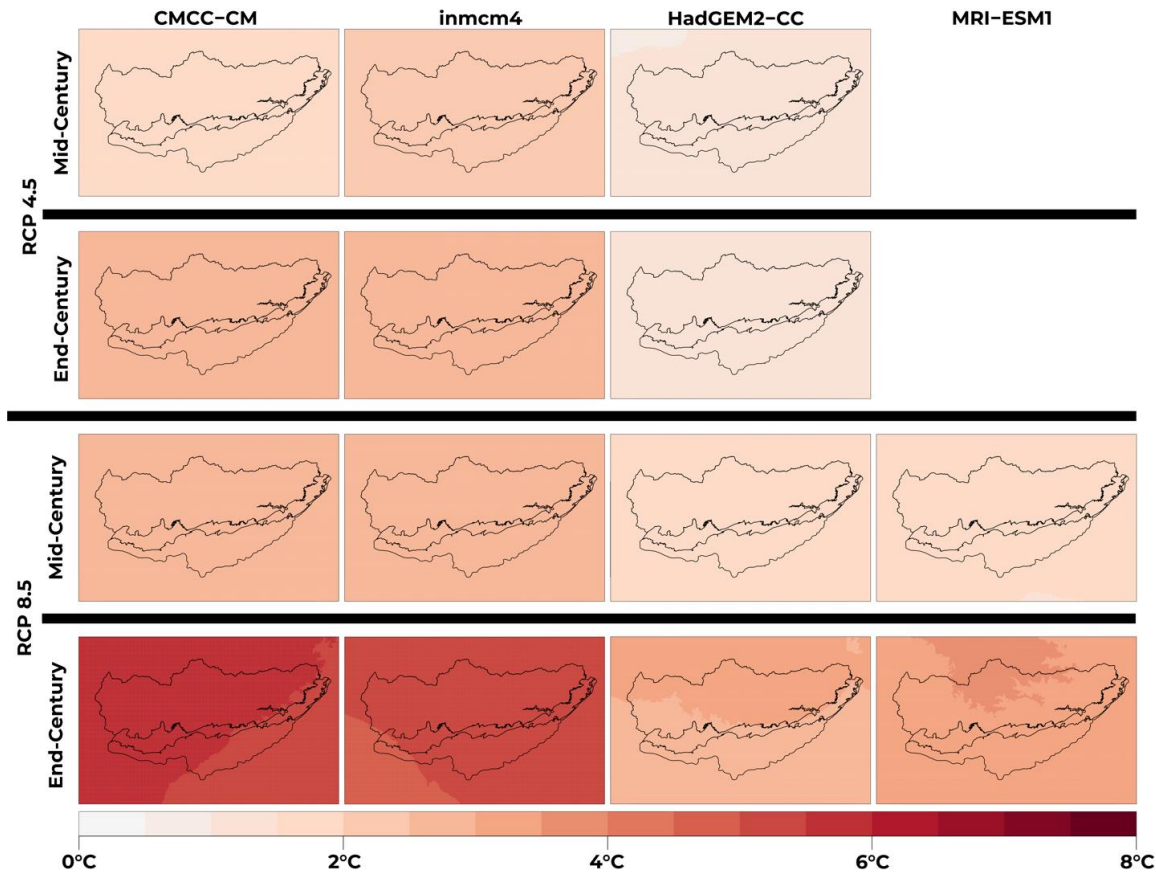 CMCC−CM
inmcm4
HadGEM2−CC
MRI−ESM1
RCP 4.5
Mid-Century
End-Century
RCP 8.5
Mid-Century
End-Century
0°C
2°C
4°C
6°C
8°C